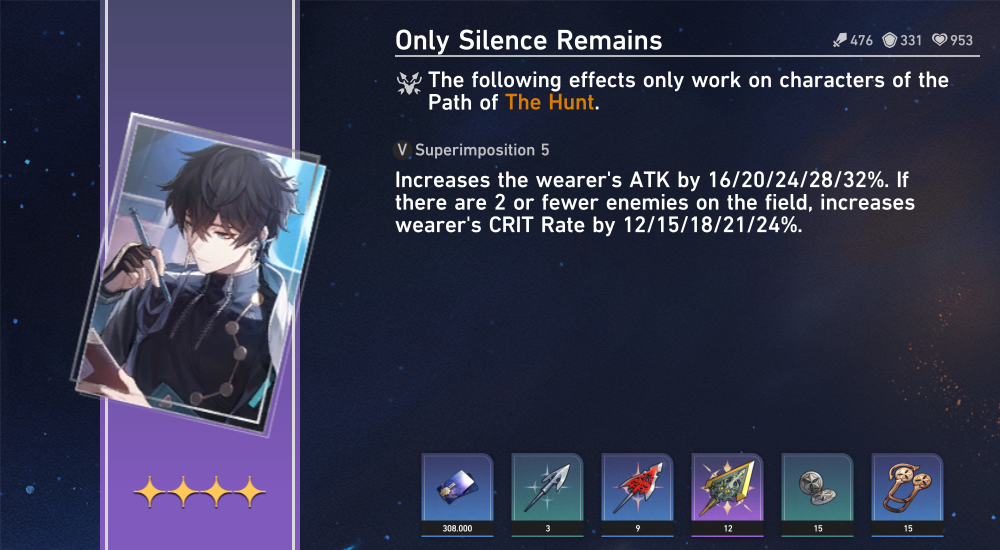 Only Silence Remains
476 331 953
The following effects only work on characters of the
Path of The Hunt.
V Superimposition 5
Increases the wearer's ATK by 16/20/24/28/32%. If
there are 2 or fewer enemies on the field, increases
wearer's CRIT Rate by 12/15/18/21/24%.
308.000 3 9 12 15 15